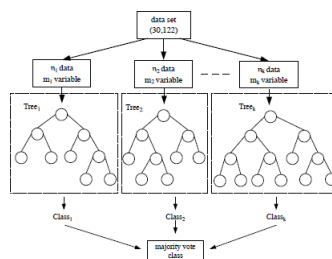 data set
(30,122)
n₁ data
m₁ variable
n₂ data
m₂ variable
nₖ data
mₖ variable
Tree₁
Tree₂
Treeₖ
Class₁
Class₂
Classₖ
majority vote
class